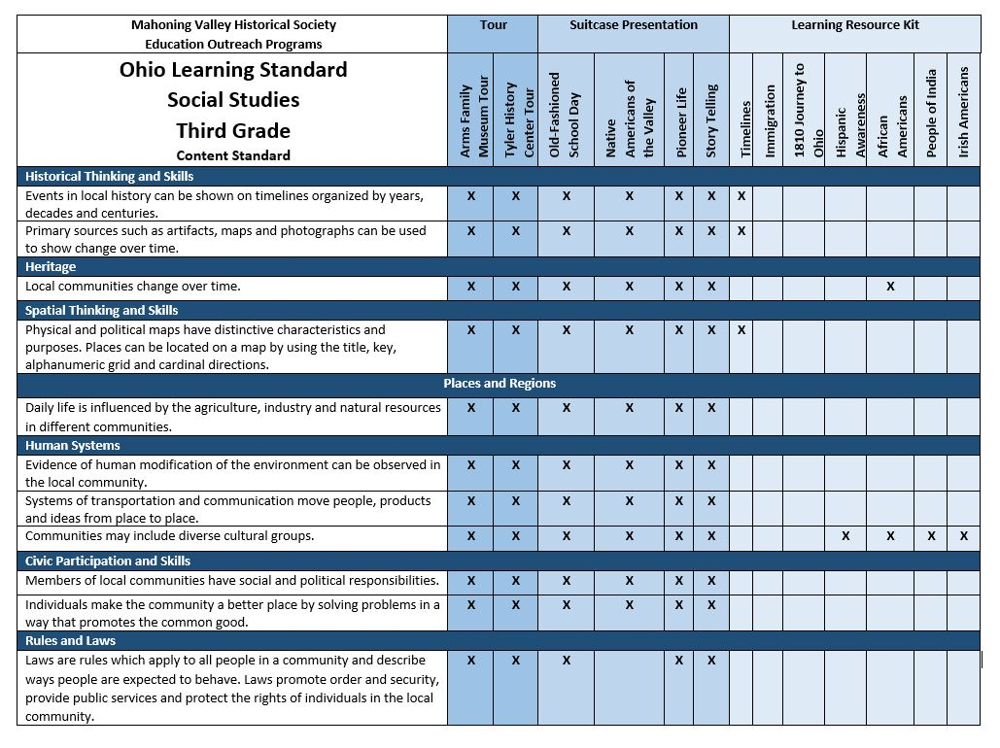 Mahoning Valley Historical Society
Education Outreach Programs
Tour
Suitcase Presentation
Learning Resource Kit
Ohio Learning Standard
Social Studies
Third Grade
Content Standard
Arms Family
Museum Tour
Tyler History
Center Tour
Old-Fashioned
School Day
Native
Americans of
the Valley
Pioneer Life
Story Telling
Timelines
Immigration
1810 Journey to
Ohio
Hispanic
Awareness
African
Americans
People of India
Irish Americans
Historical Thinking and Skills
Events in local history can be shown on timelines organized by years, X X X X X X X
decades and centuries.
Primary sources such as artifacts, maps and photographs can be used X X X X X X X
to show change over time.
Heritage
Local communities change over time. X X X X X X X
Spatial Thinking and Skills
Physical and political maps have distinctive characteristics and X X X X X X X
purposes. Places can be located on a map by using the title, key,
alphanumeric grid and cardinal directions.
Places and Regions
Daily life is influenced by the agriculture, industry and natural resources X X X X X X
in different communities.
Human Systems
Evidence of human modification of the environment can be observed in X X X X X X
the local community.
Systems of transportation and communication move people, products X X X X X X
and ideas from place to place.
Communities may include diverse cultural groups. X X X X X X X X X X
Civic Participation and Skills
Members of local communities have social and political responsibilities. X X X X X X
Individuals make the community a better place by solving problems in a X X X X X X
way that promotes the common good.
Rules and Laws
Laws are rules which apply to all people in a community and describe X X X X X
ways people are expected to behave. Laws promote order and security,
provide public services and protect the rights of individuals in the local
community.